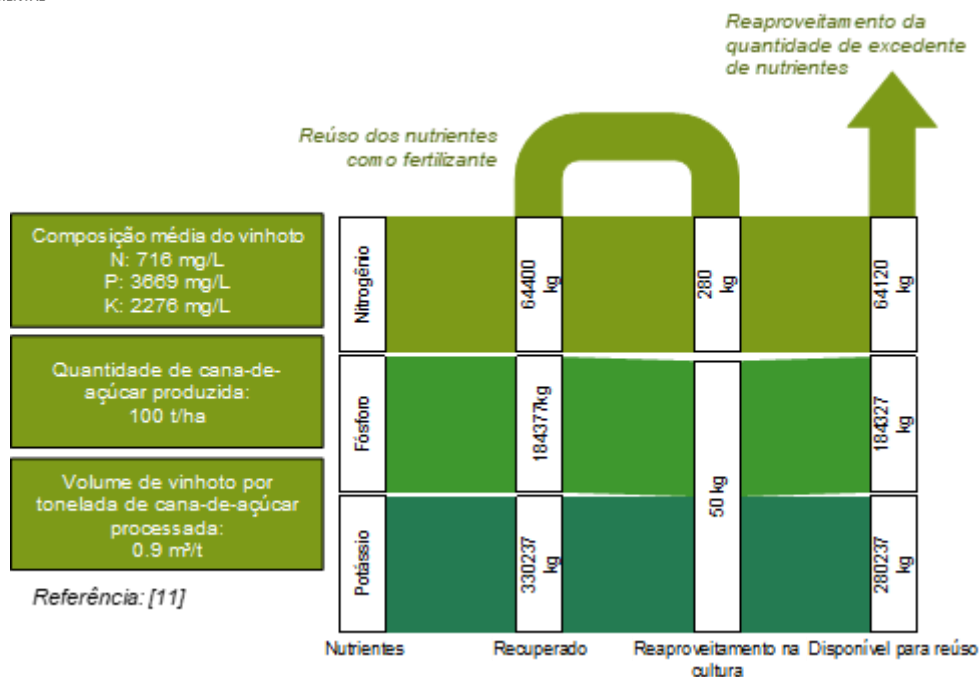 Reaproveitamento da
quantidade de excedente
de nutrientes
Reúso dos nutrientes
como fertilizante
Composição média do vinhoto
N: 716 mg/L
P: 3669 mg/L
K: 2276 mg/L
Quantidade de cana-de-
açúcar produzida:
100 t/ha
Volume de vinhoto por
tonelada de cana-de-açúcar
processada:
0.9 m³/t
Referência: [11]
Nitrogênio
64400
kg
280
kg
64120
kg
Fósforo
184377kg
184327
kg
50 kg
Potássio
330237
kg
280237
kg
Nutrientes
Recuperado
Reaproveitamento na
cultura
Disponível para reúso